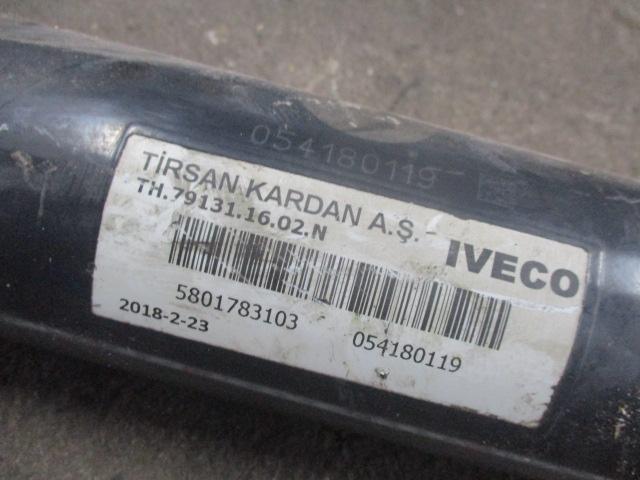 054180119
TİRSAN KARDAN A.Ş. - IVECO
TH.79131.16.02.N
5801783103 054180119
2018-2-23